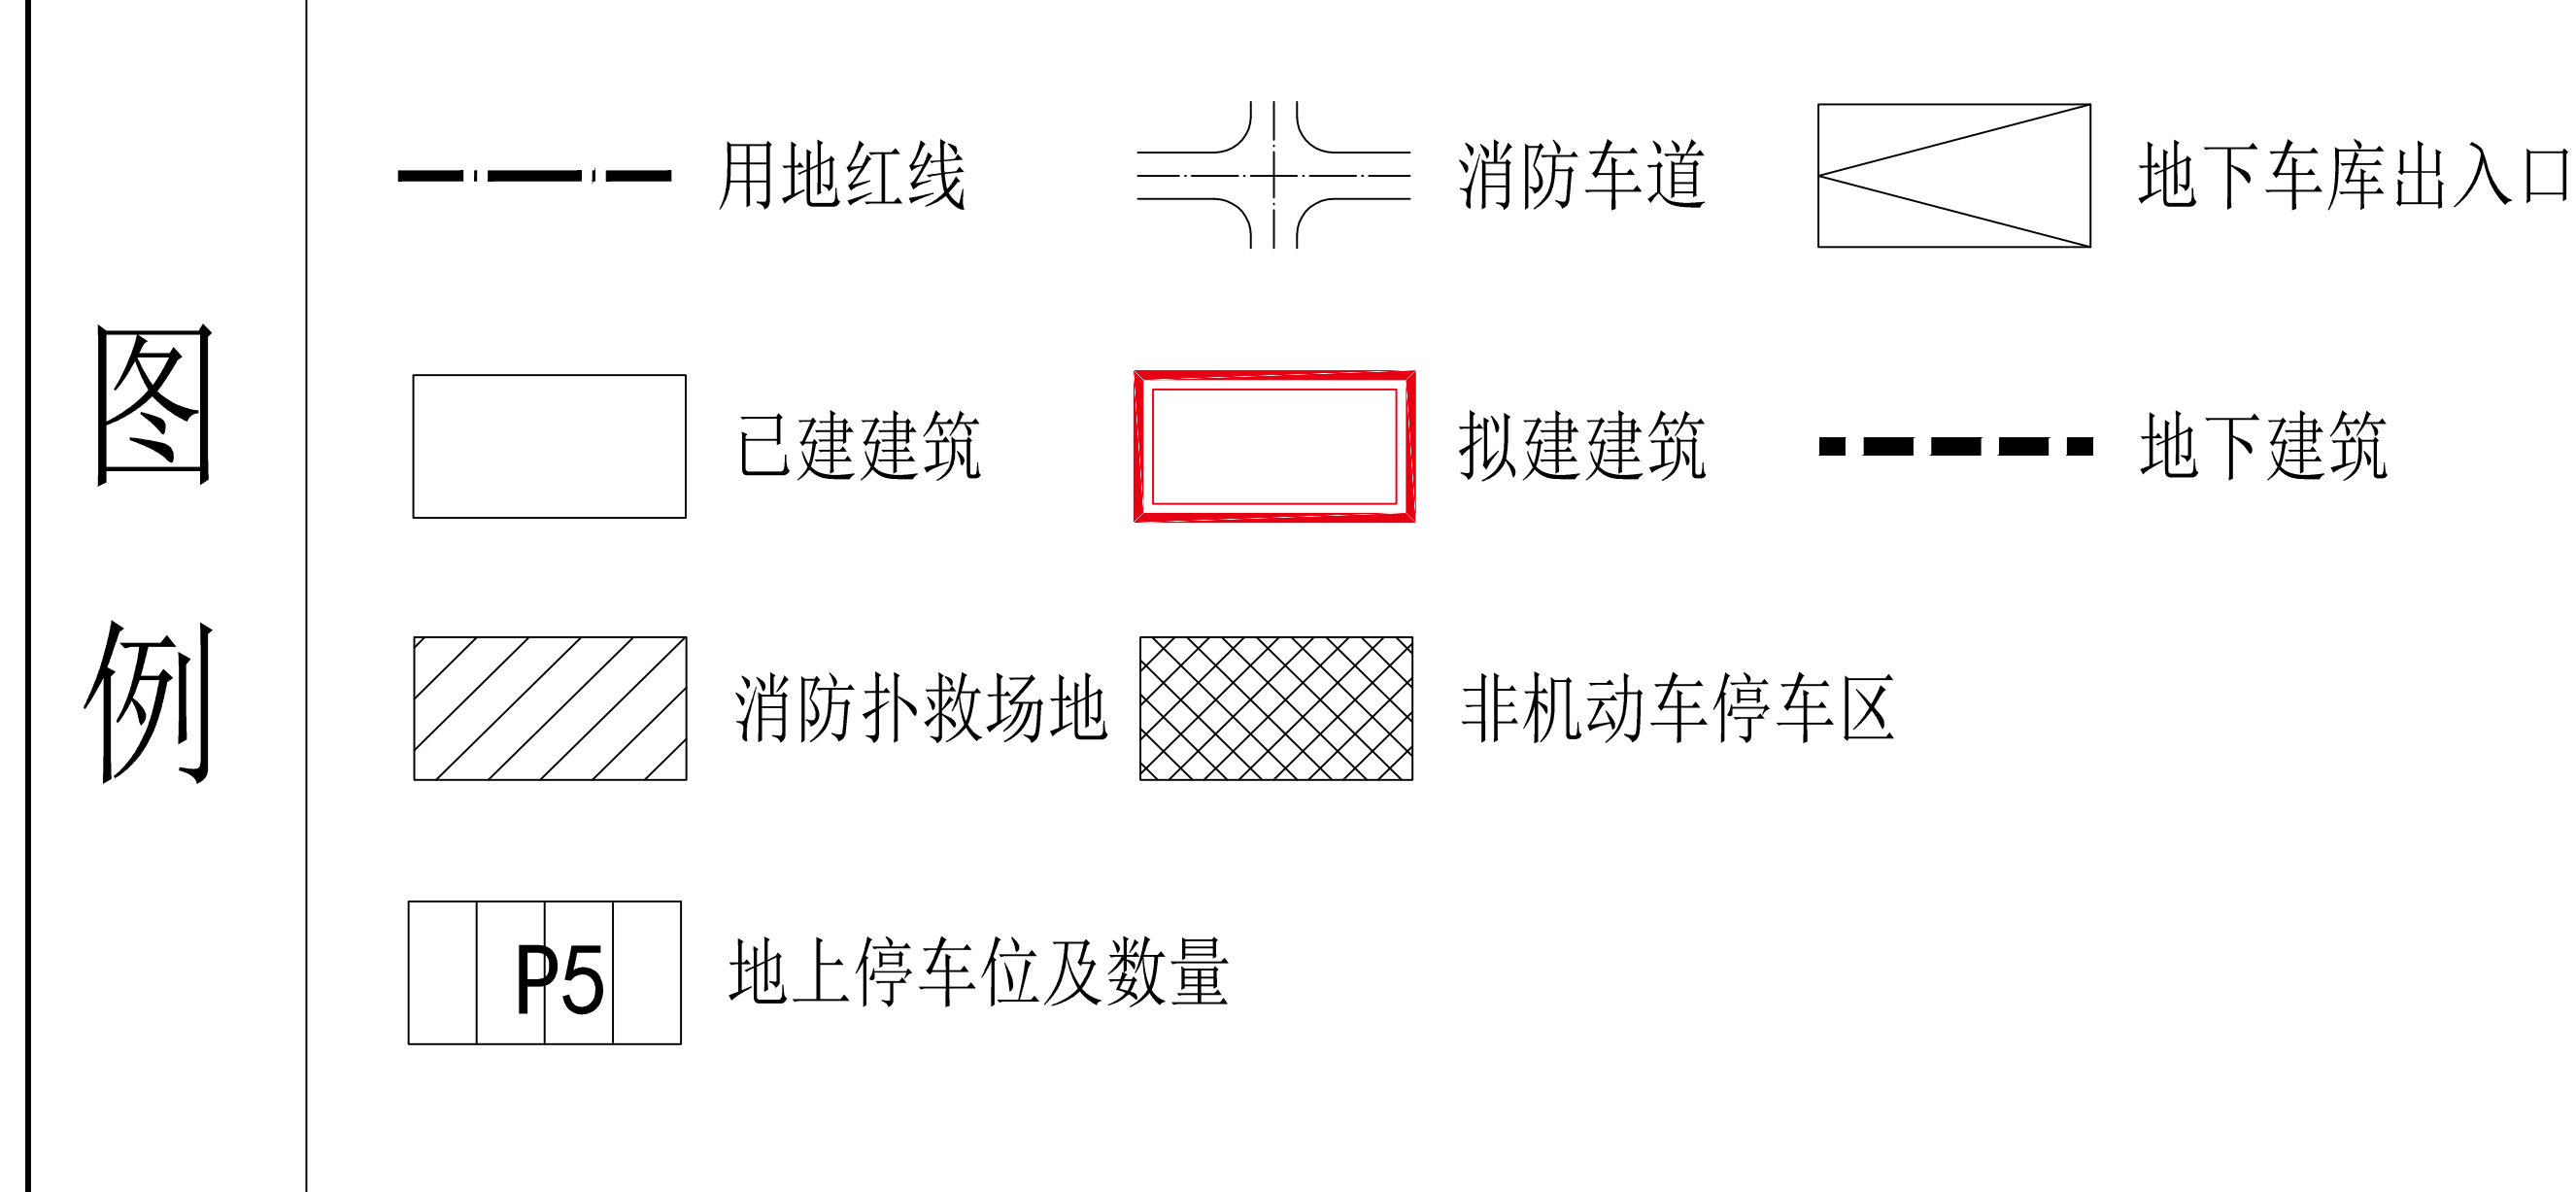 图例
用地红线
消防车道
地下车库出入口
已建建筑
拟建建筑
地下建筑
消防扑救场地
非机动车停车区
P5
地上停车位及数量